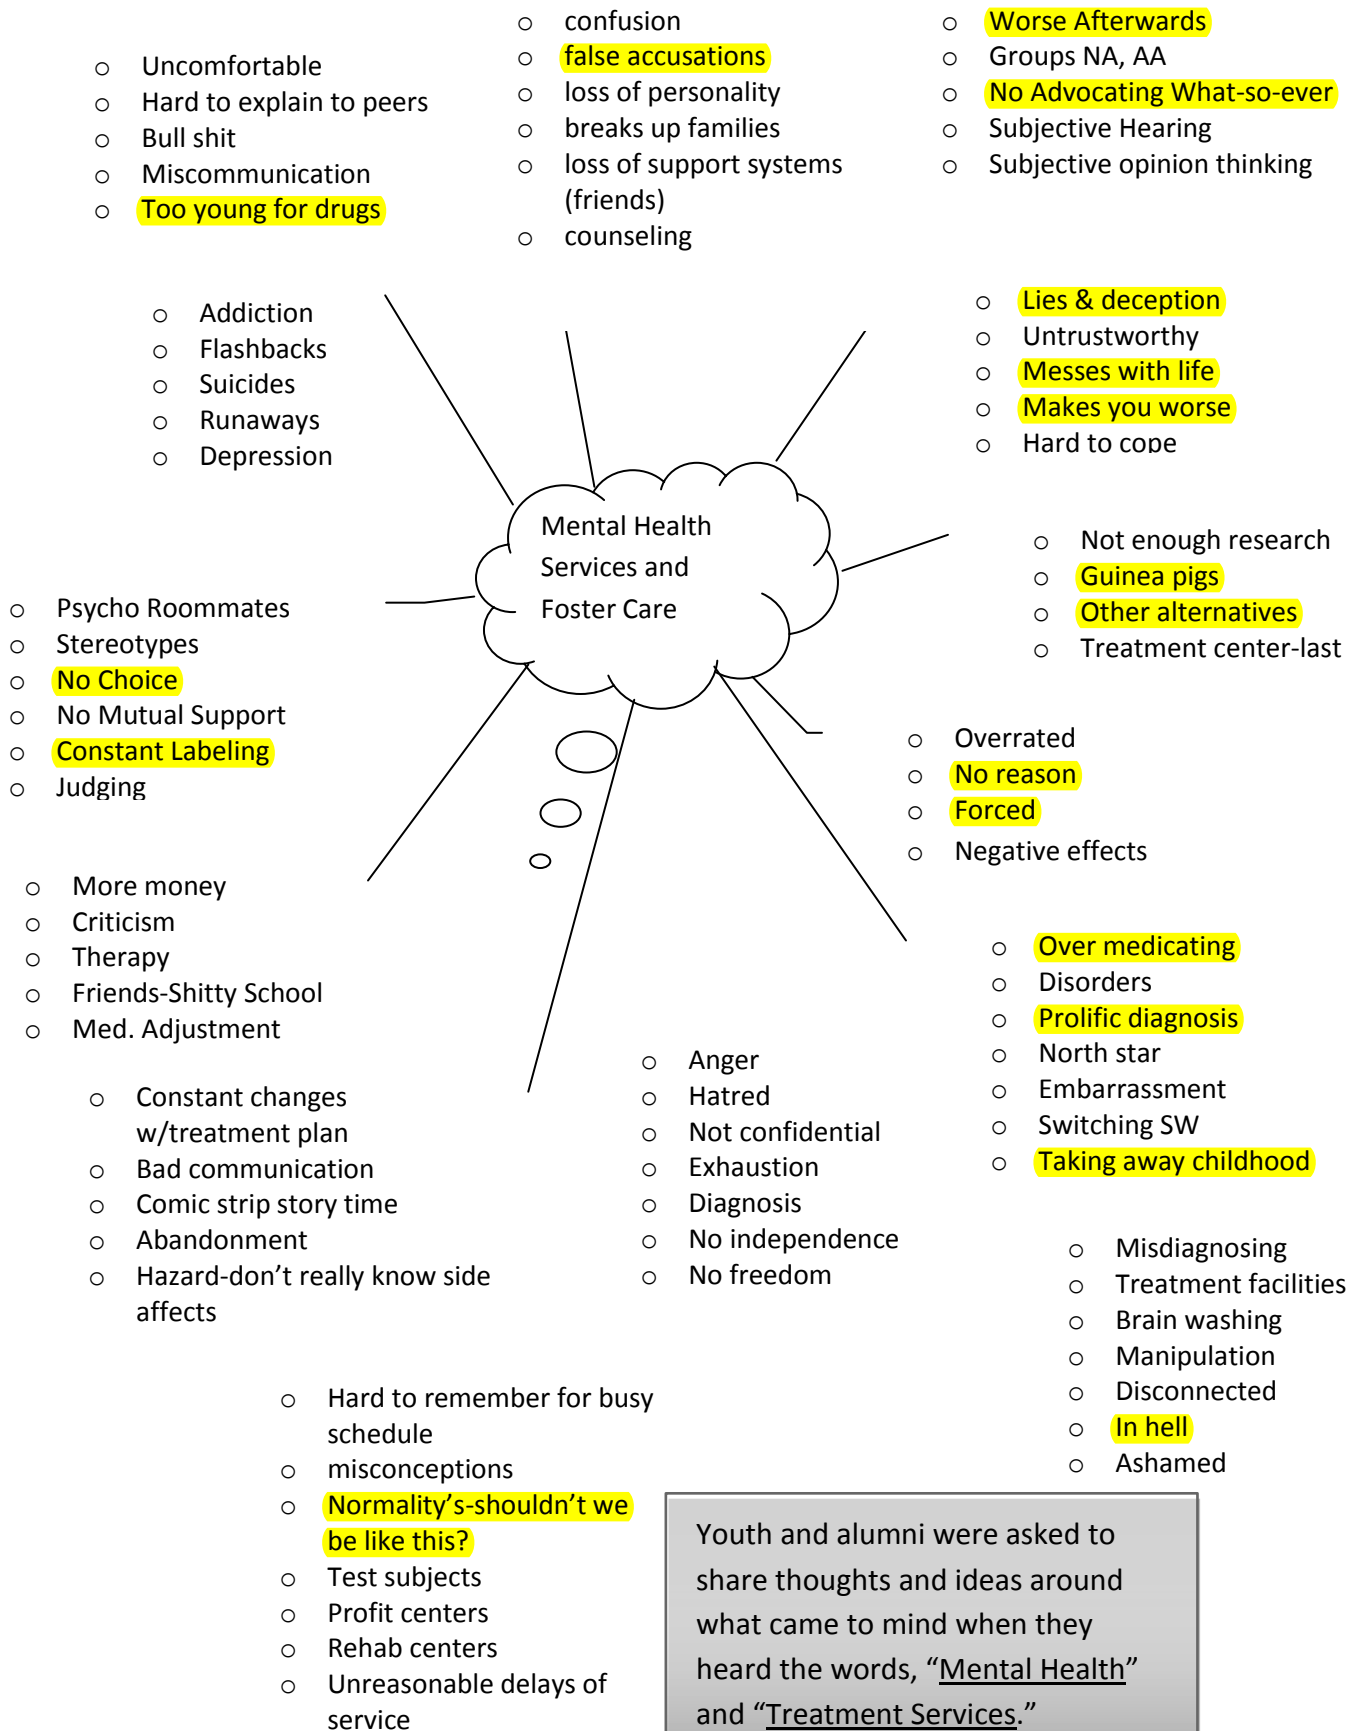 ○ Uncomfortable
○ Hard to explain to peers
○ Bull shit
○ Miscommunication
○ Too young for drugs
○ confusion
○ false accusations
○ loss of personality
○ breaks up families
○ loss of support systems
(friends)
○ counseling
○ Worse Afterwards
○ Groups NA, AA
○ No Advocating What-so-ever
○ Subjective Hearing
○ Subjective opinion thinking
○ Addiction
○ Flashbacks
○ Suicides
○ Runaways
○ Depression
○ Lies & deception
○ Untrustworthy
○ Messes with life
○ Makes you worse
○ Hard to cope
Mental Health
Services and
Foster Care
○ Not enough research
○ Guinea pigs
○ Other alternatives
○ Treatment center-last
○ Psycho Roommates
○ Stereotypes
○ No Choice
○ No Mutual Support
○ Constant Labeling
○ Judging
○ Overrated
○ No reason
○ Forced
○ Negative effects
○ More money
○ Criticism
○ Therapy
○ Friends-Shitty School
○ Med. Adjustment
○ Over medicating
○ Disorders
○ Prolific diagnosis
○ North star
○ Embarrassment
○ Switching SW
○ Taking away childhood
○ Constant changes
w/treatment plan
○ Bad communication
○ Comic strip story time
○ Abandonment
○ Hazard-don’t really know side
affects
○ Anger
○ Hatred
○ Not confidential
○ Exhaustion
○ Diagnosis
○ No independence
○ No freedom
○ Misdiagnosing
○ Treatment facilities
○ Brain washing
○ Manipulation
○ Disconnected
○ In hell
○ Ashamed
○ Hard to remember for busy
schedule
○ misconceptions
○ Normality’s-shouldn’t we
be like this?
○ Test subjects
○ Profit centers
○ Rehab centers
○ Unreasonable delays of
service
Youth and alumni were asked to
share thoughts and ideas around
what came to mind when they
heard the words, “Mental Health”
and “Treatment Services.”